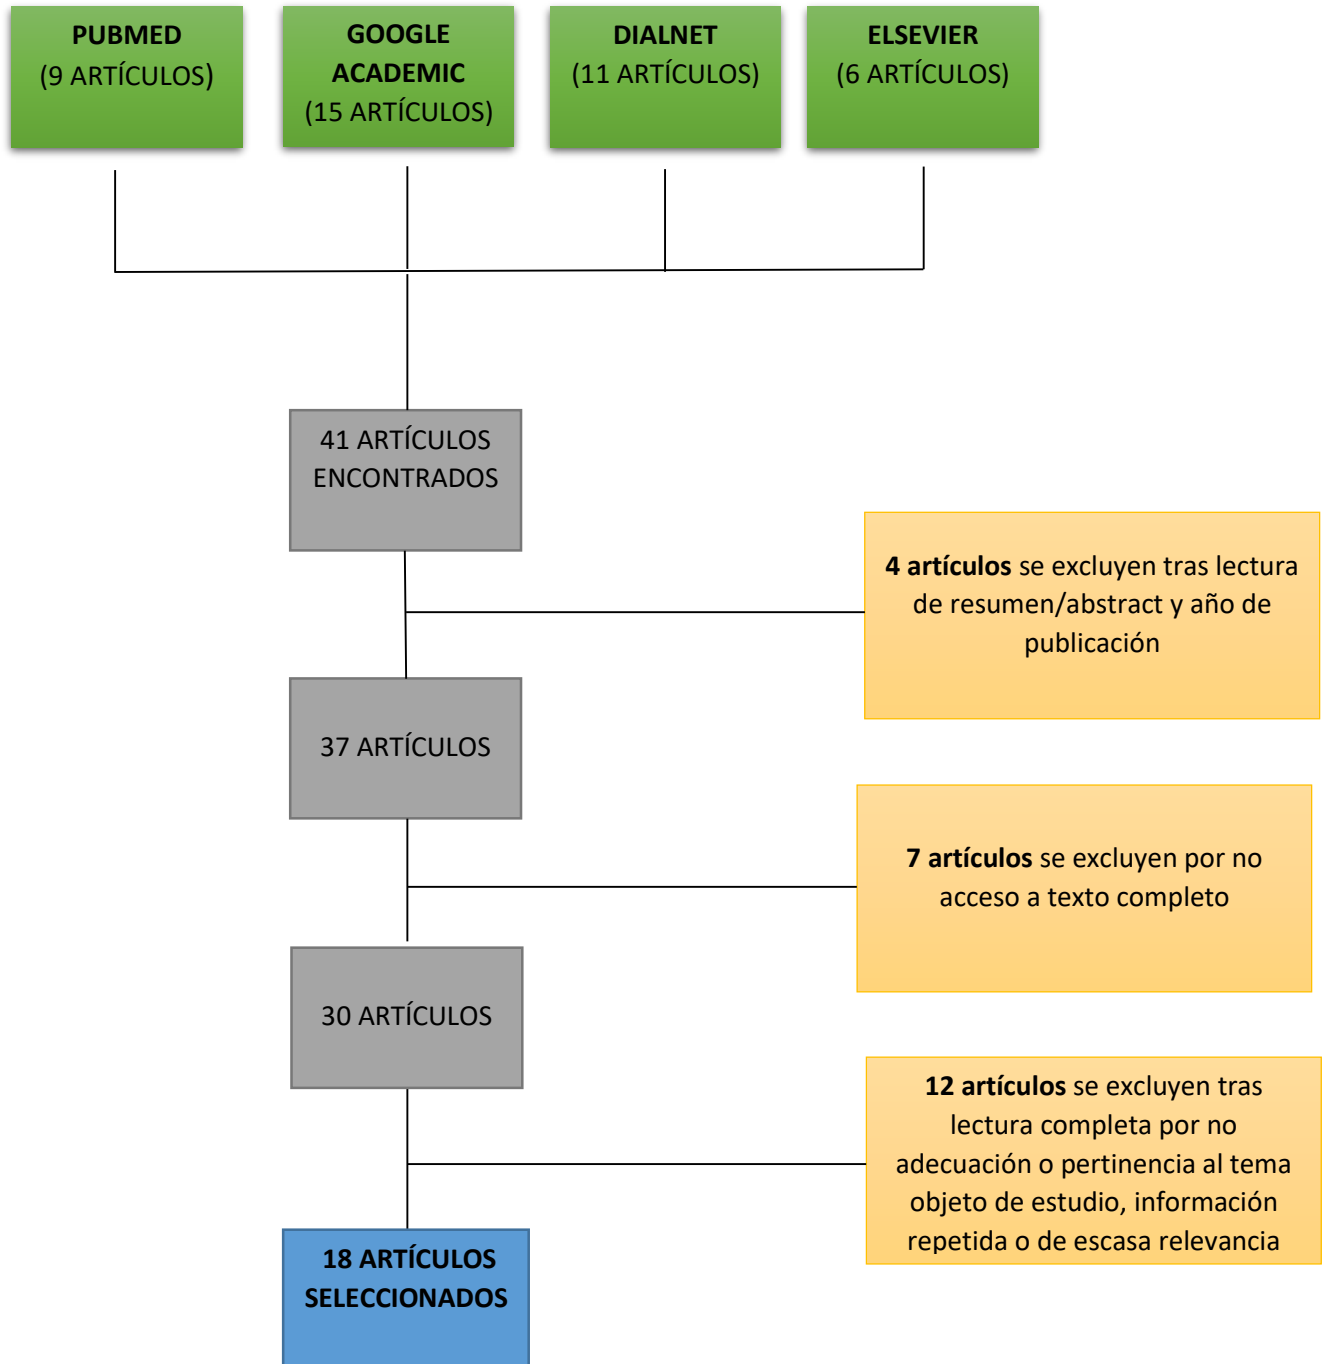 PUBMED
(9 ARTÍCULOS)
GOOGLE
ACADEMIC
(15 ARTÍCULOS)
DIALNET
(11 ARTÍCULOS)
ELSEVIER
(6 ARTÍCULOS)
41 ARTÍCULOS
ENCONTRADOS
4 artículos se excluyen tras lectura
de resumen/abstract y año de
publicación
37 ARTÍCULOS
7 artículos se excluyen por no
acceso a texto completo
30 ARTÍCULOS
12 artículos se excluyen tras
lectura completa por no
adecuación o pertinencia al tema
objeto de estudio, información
repetida o de escasa relevancia
18 ARTÍCULOS
SELECCIONADOS